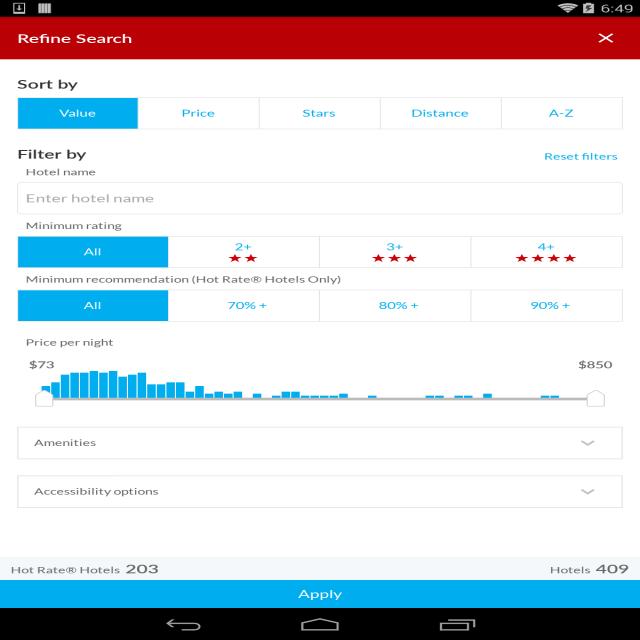 6:49
Refine Search
Sort by
Value Price Stars Distance A-Z
Filter by
Reset filters
Hotel name
Enter hotel name
Minimum rating
All 2+ 3+ 4+
Minimum recommendation (Hot Rate® Hotels Only)
All 70% + 80% + 90% +
Price per night
$73 $850
Amenities
Accessibility options
Hot Rate® Hotels 203 Hotels 409
Apply